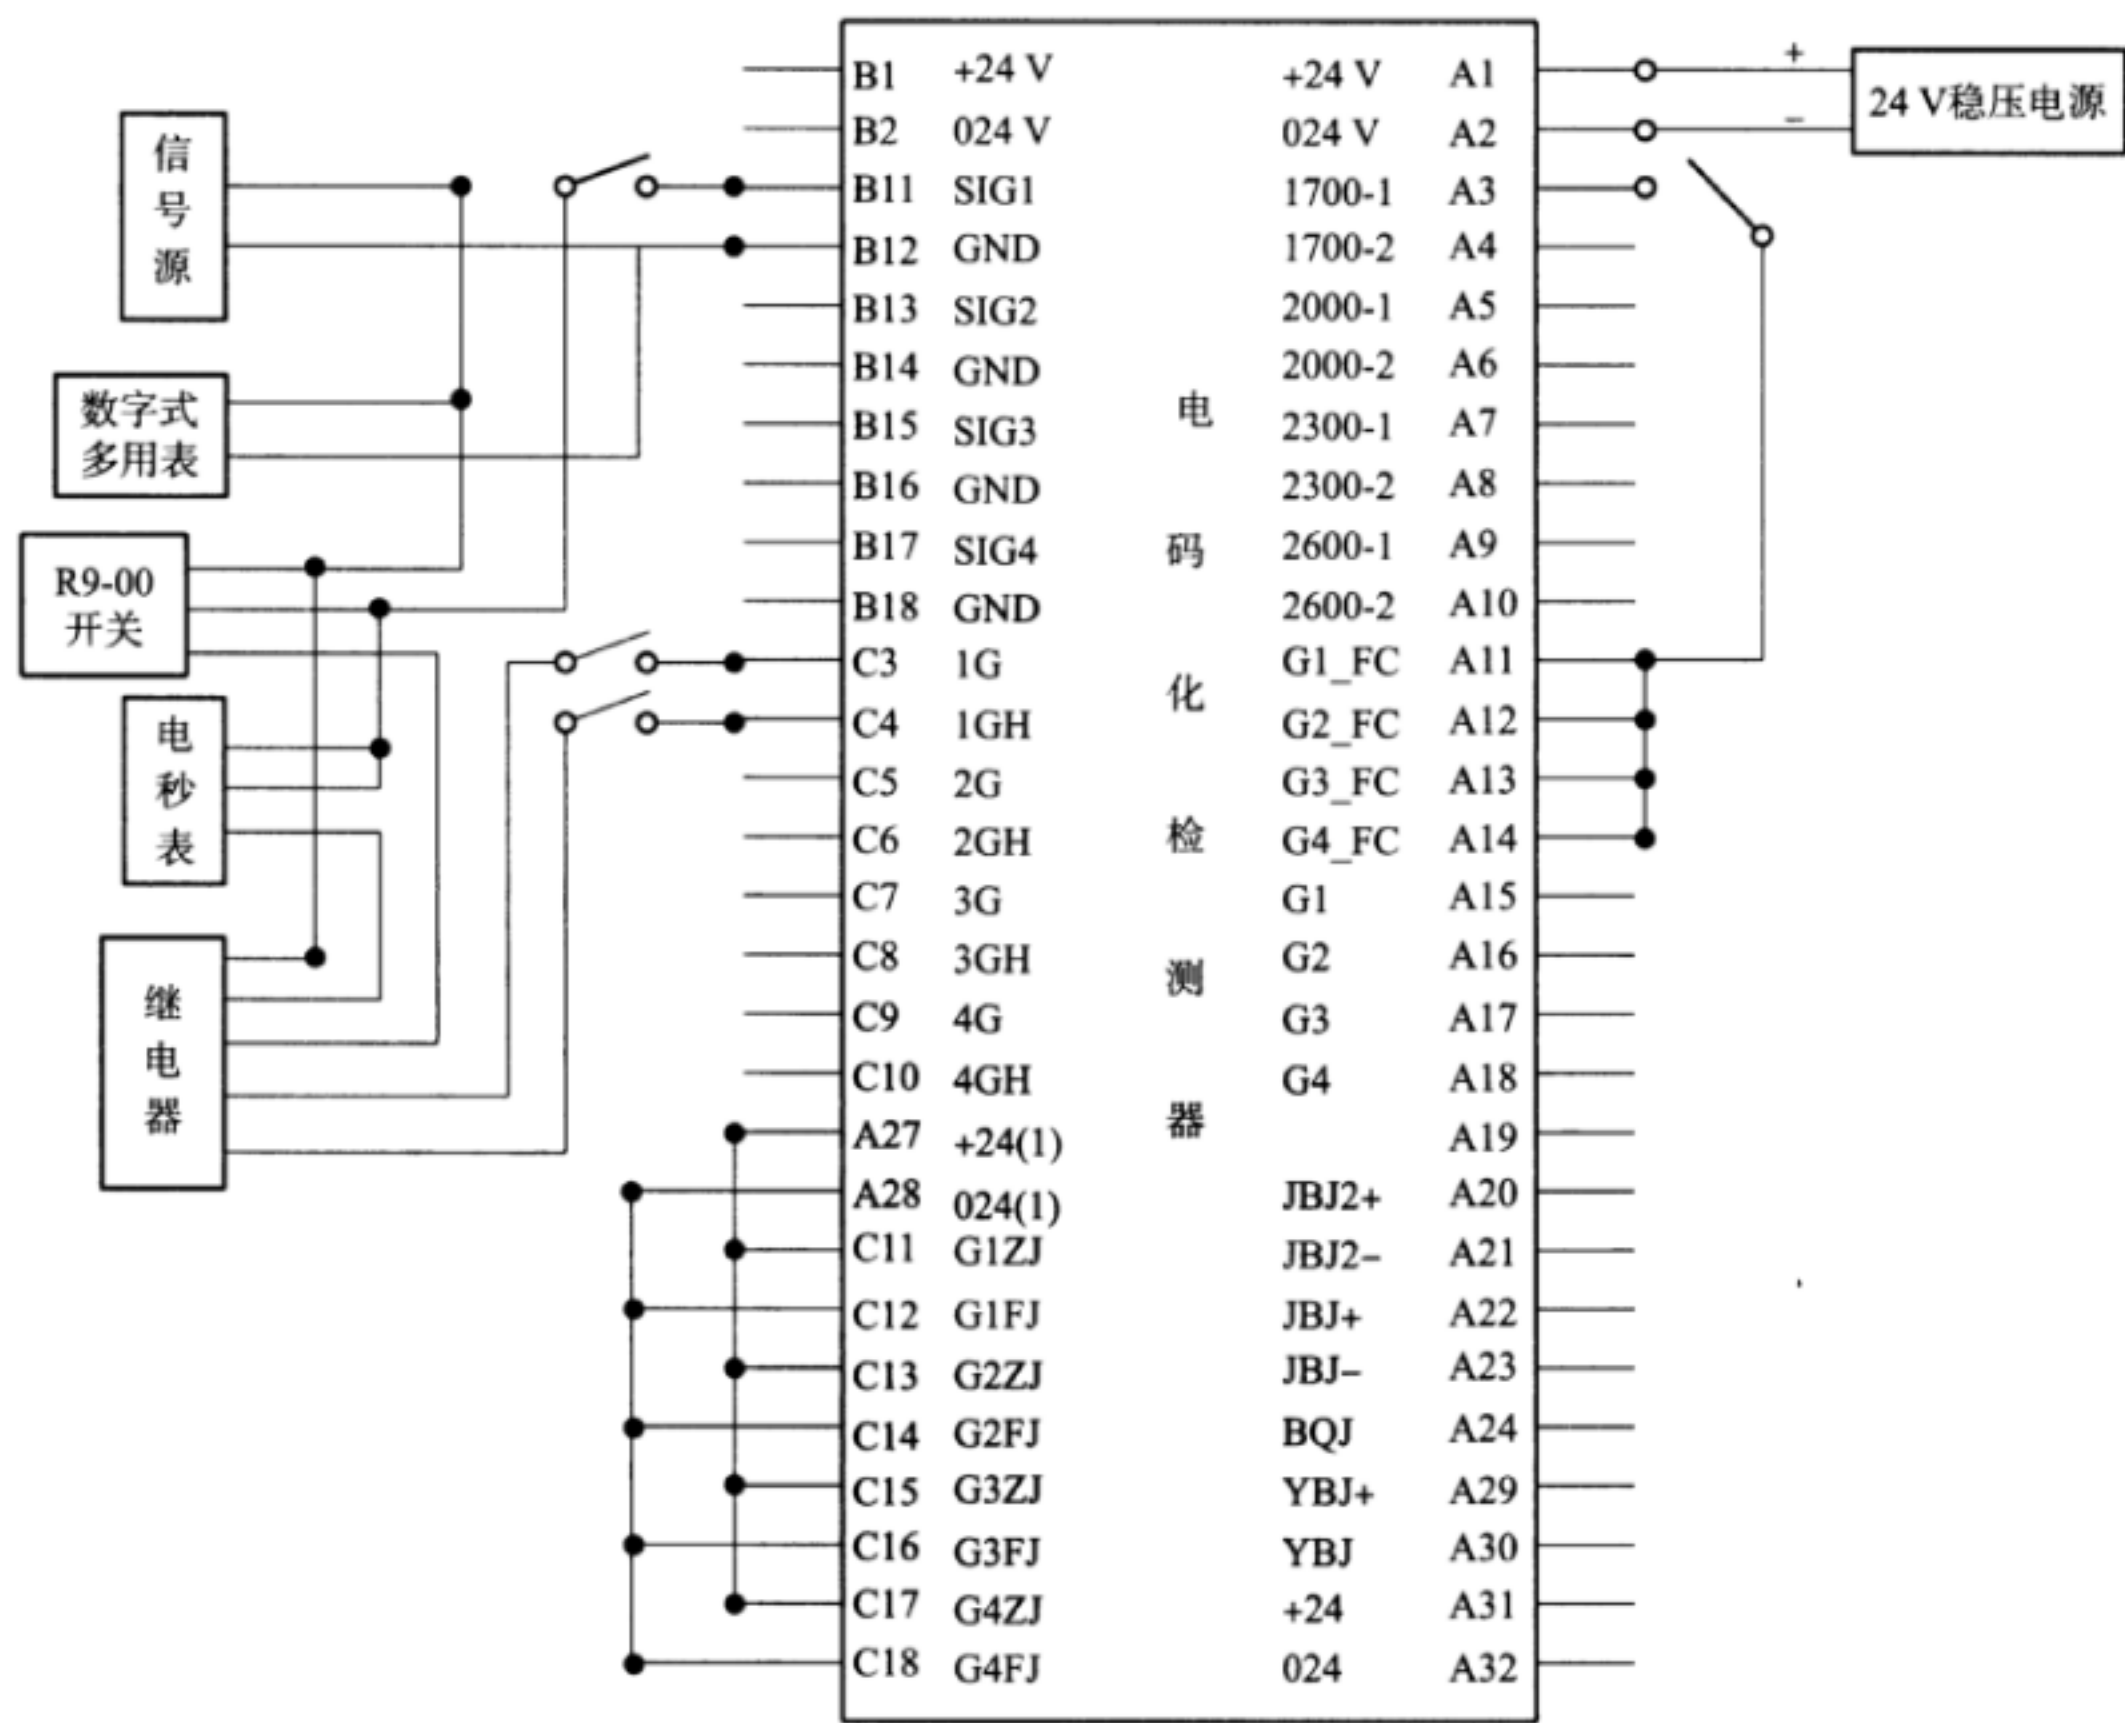 信号源
数字式
多用表
R9-00
开关
电秒表
继电器
B1 +24 V
B2 024 V
B11 SIG1
B12 GND
B13 SIG2
B14 GND
B15 SIG3
B16 GND
B17 SIG4
B18 GND
C3 1G
C4 1GH
C5 2G
C6 2GH
C7 3G
C8 3GH
C9 4G
C10 4GH
A27 +24(1)
A28 024(1)
C11 G1ZJ
C12 G1FJ
C13 G2ZJ
C14 G2FJ
C15 G3ZJ
C16 G3FJ
C17 G4ZJ
C18 G4FJ
电码化检测器
+24 V A1
024 V A2
1700-1 A3
1700-2 A4
2000-1 A5
2000-2 A6
2300-1 A7
2300-2 A8
2600-1 A9
2600-2 A10
G1_FC A11
G2_FC A12
G3_FC A13
G4_FC A14
G1 A15
G2 A16
G3 A17
G4 A18
A19
JBJ2+ A20
JBJ2− A21
JBJ+ A22
JBJ− A23
BQJ A24
YBJ+ A29
YBJ A30
+24 A31
024 A32
+
−
24 V稳压电源